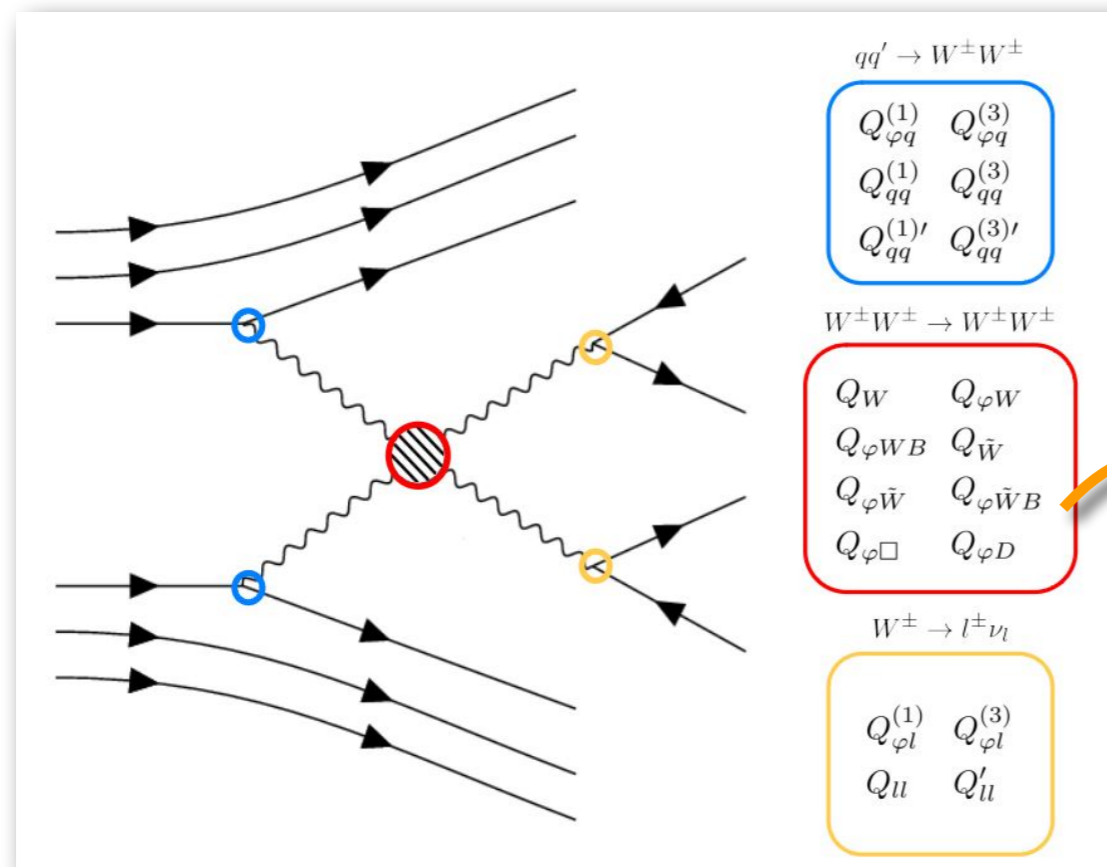 qq′ → W±W±
Q_{φq}^{(1)} Q_{φq}^{(3)}
Q_{qq}^{(1)} Q_{qq}^{(3)}
Q_{qq}^{(1)′} Q_{qq}^{(3)′}
W±W± → W±W±
Q_W Q_{φW}
Q_{φWB} Q_{W̃}
Q_{φW̃} Q_{φW̃B}
Q_{φ□} Q_{φD}
W± → l±ν_l
Q_{φl}^{(1)} Q_{φl}^{(3)}
Q_{ll} Q′_{ll}